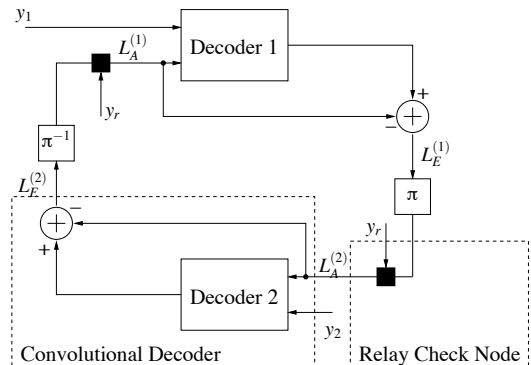 y₁
L_A^(1)
Decoder 1
+
y_r
−
+
π⁻¹
L_E^(1)
L_E^(2)
π
−
y_r
+
+
L_A^(2)
Decoder 2
y₂
Convolutional Decoder
Relay Check Node